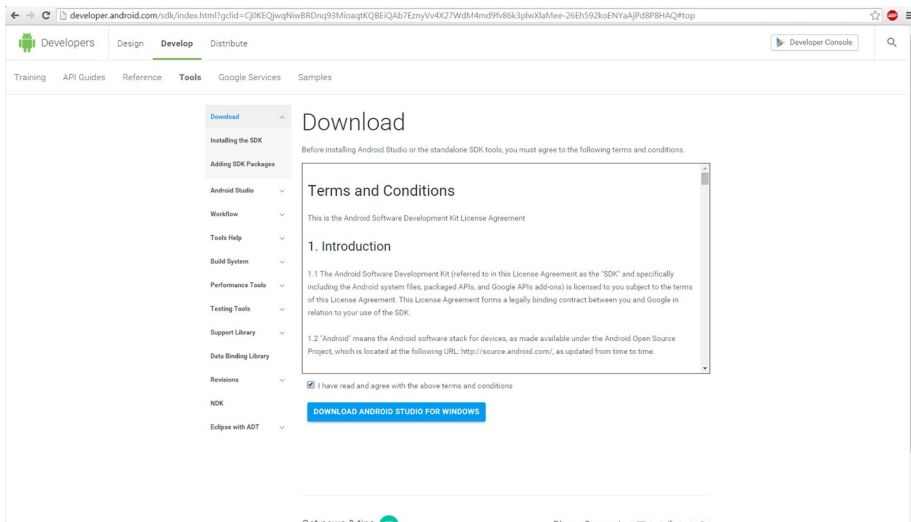 developer.android.com/sdk/index.html?gclid=Cj0KEQjwqNiwBRDnq93MioaqtKQBEiQAb7EznyVv4X27WdM4md9fv86k3plwXlaMee-26Eh592koENYaAjPd8P8HAQ#top
ABP
Developers Design Develop Distribute Developer Console
Training API Guides Reference Tools Google Services Samples
Download
Installing the SDK
Adding SDK Packages
Android Studio
Workflow
Tools Help
Build System
Performance Tools
Testing Tools
Support Library
Data Binding Library
Revisions
NDK
Eclipse with ADT
Download
Before installing Android Studio or the standalone SDK tools, you must agree to the following terms and conditions.
Terms and Conditions
This is the Android Software Development Kit License Agreement
1. Introduction
1.1 The Android Software Development Kit (referred to in this License Agreement as the "SDK" and specifically
including the Android system files, packaged APIs, and Google APIs add-ons) is licensed to you subject to the terms
of this License Agreement. This License Agreement forms a legally binding contract between you and Google in
relation to your use of the SDK.
1.2 "Android" means the Android software stack for devices, as made available under the Android Open Source
Project, which is located at the following URL: http://source.android.com/, as updated from time to time.
I have read and agree with the above terms and conditions
DOWNLOAD ANDROID STUDIO FOR WINDOWS